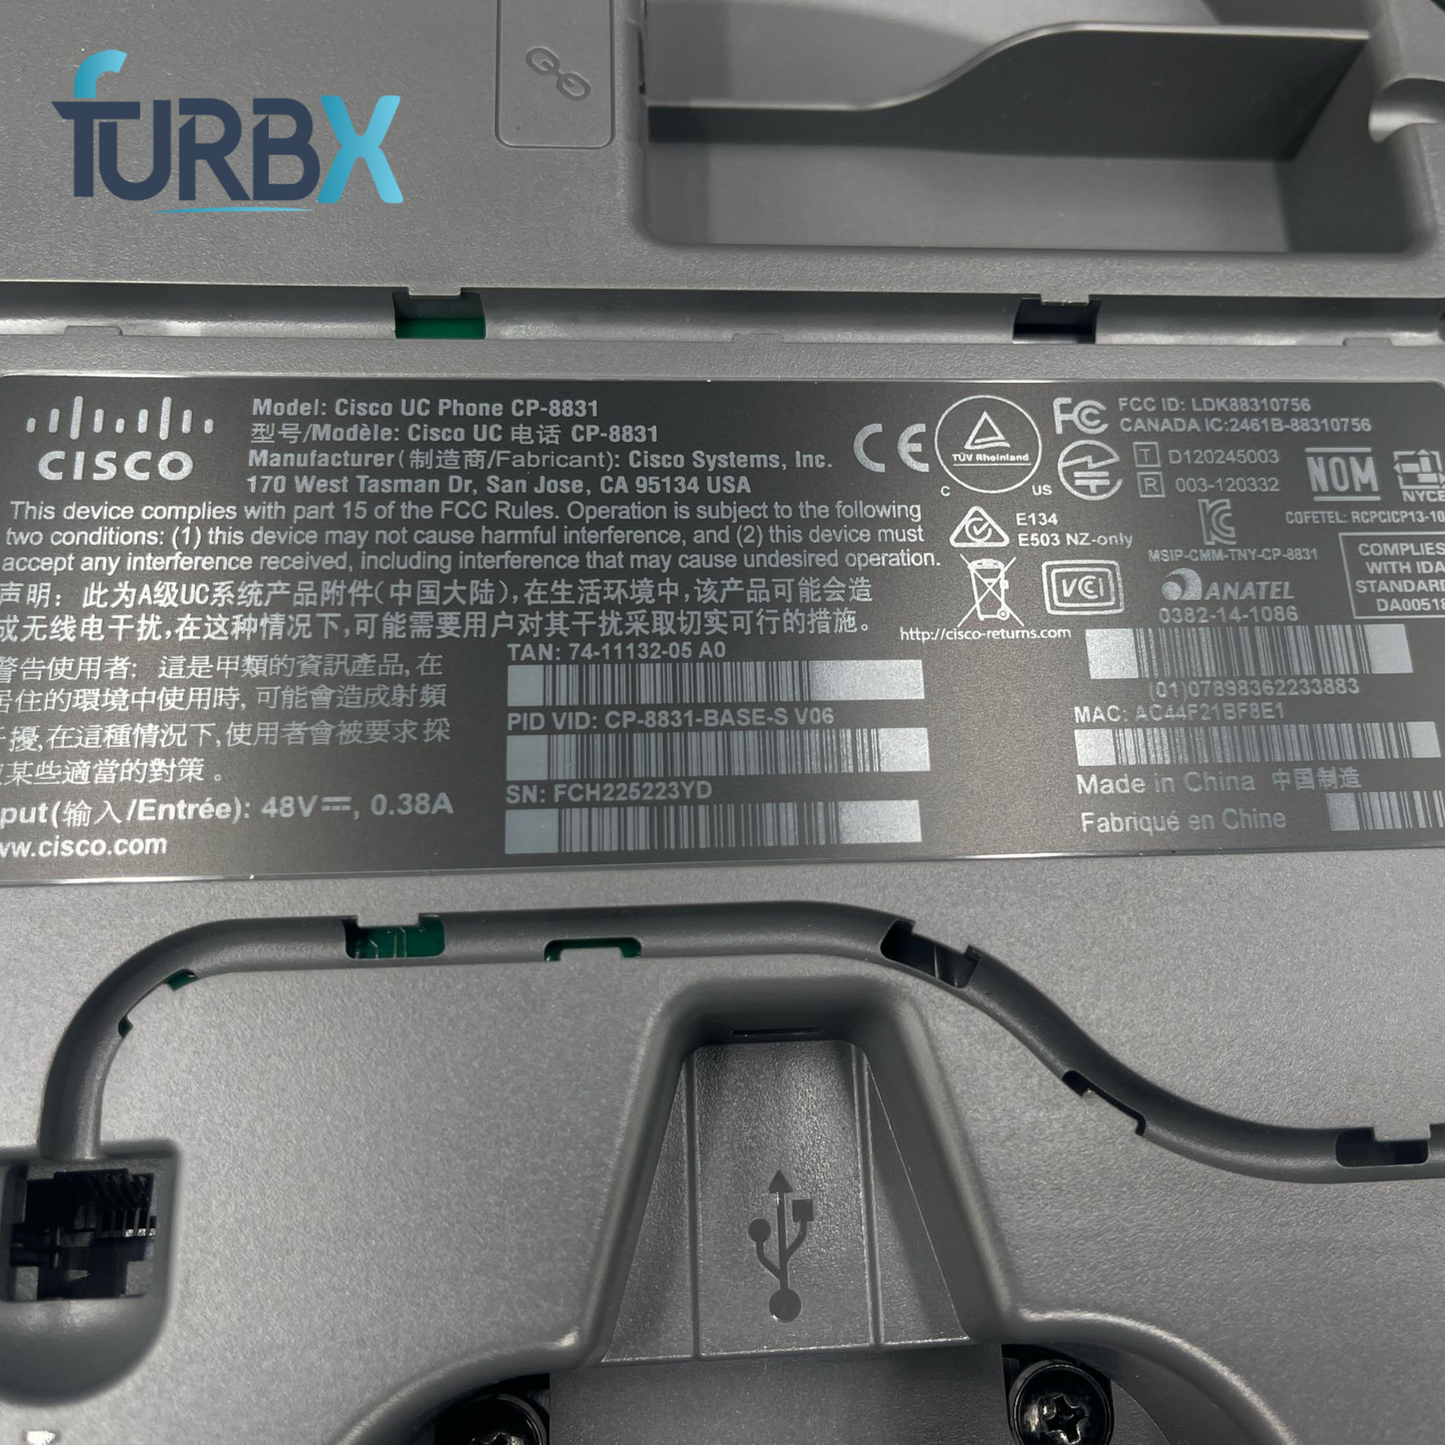 fURBX
CISCO
Model: Cisco UC Phone CP-8831
型号/Modèle: Cisco UC 电话 CP-8831
Manufacturer(制造商/Fabricant): Cisco Systems, Inc.
170 West Tasman Dr, San Jose, CA 95134 USA
This device complies with part 15 of the FCC Rules. Operation is subject to the following
two conditions: (1) this device may not cause harmful interference, and (2) this device must
accept any interference received, including interference that may cause undesired operation.
声明: 此为A级UC系统产品附件(中国大陆),在生活环境中,该产品可能会造
成无线电干扰,在这种情况下,可能需要用户对其干扰采取切实可行的措施。
警告使用者: 這是甲類的資訊產品,在
居住的環境中使用時,可能會造成射頻
擾,在這種情況下,使用者會被要求採
某些適當的對策。
put(输入/Entrée): 48V⎓, 0.38A
ww.cisco.com
TAN: 74-11132-05 A0
PID VID: CP-8831-BASE-S V06
SN: FCH225223YD
CE
TÜV Rheinland
C US
FC
FCC ID: LDK88310756
CANADA IC:2461B-88310756
T D120245003
R 003-120332
NOM
NYCE
E134
E503 NZ-only
COFETEL: RCPCICP13-10
MSIP-CMM-TNY-CP-8831
VCI
ANATEL
0382-14-1086
COMPLIES
WITH IDA
STANDARD
DA00518
http://cisco-returns.com
(01)07898362233883
MAC: AC44F21BF8E1
Made in China 中国制造
Fabriqué en Chine